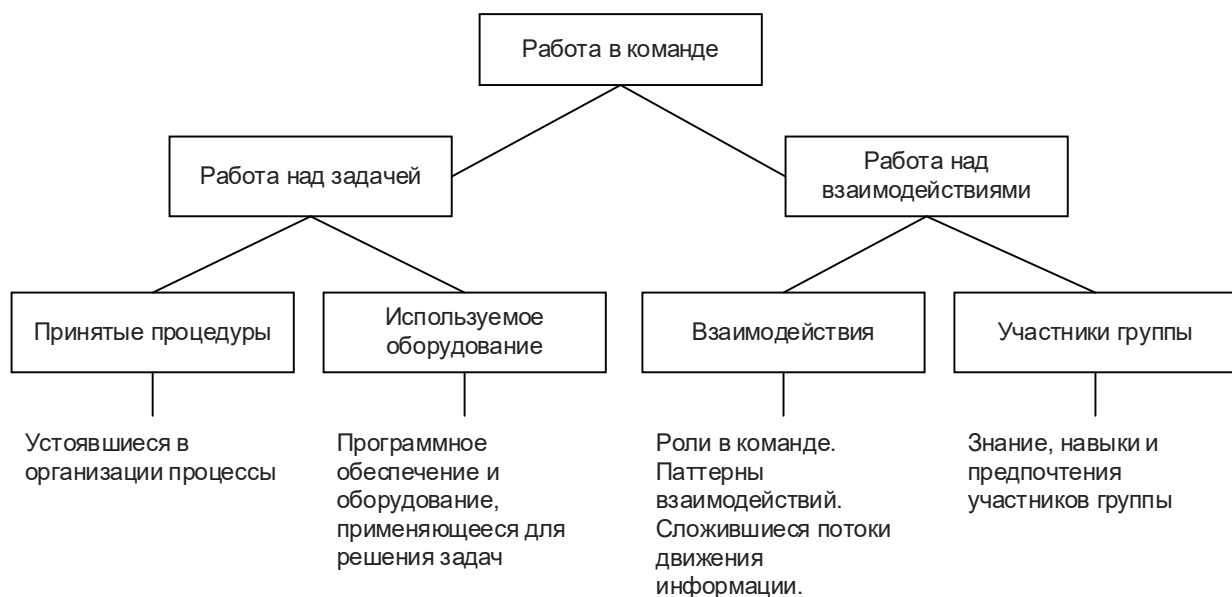 Работа в команде
Работа над задачей
Работа над
взаимодействиями
Принятые процедуры
Используемое
оборудование
Взаимодействия
Участники группы
Устоявшиеся в
организации процессы
Программное
обеспечение и
оборудование,
применяющееся для
решения задач
Роли в команде.
Паттерны
взаимодействий.
Сложившиеся потоки
движения
информации.
Знание, навыки и
предпочтения
участников группы